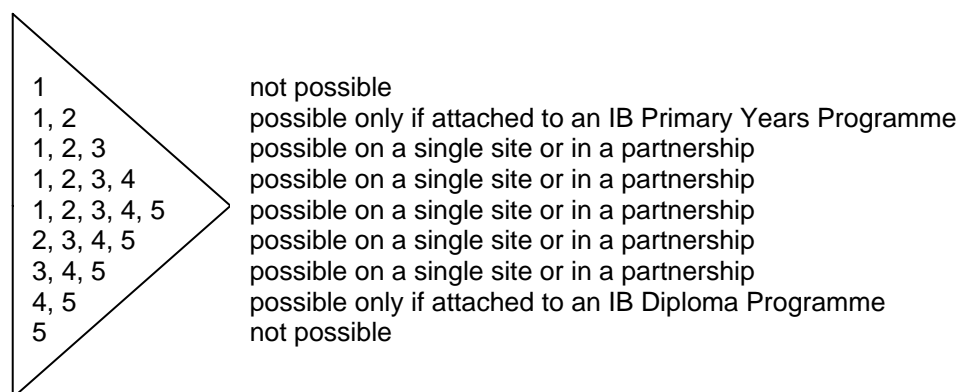 1 not possible
1, 2 possible only if attached to an IB Primary Years Programme
1, 2, 3 possible on a single site or in a partnership
1, 2, 3, 4 possible on a single site or in a partnership
1, 2, 3, 4, 5 possible on a single site or in a partnership
2, 3, 4, 5 possible on a single site or in a partnership
3, 4, 5 possible on a single site or in a partnership
4, 5 possible only if attached to an IB Diploma Programme
5 not possible